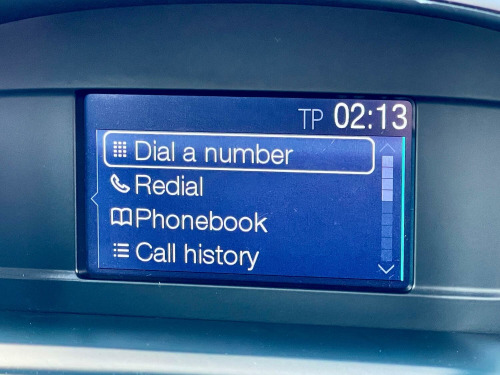 TP 02:13
Dial a number
Redial
Phonebook
Call history